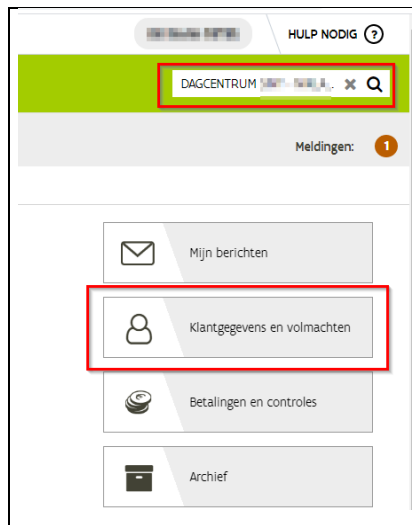 HULP NODIG ?
DAGCENTRUM
Meldingen: 1
Mijn berichten
Klantgegevens en volmachten
Betalingen en controles
Archief